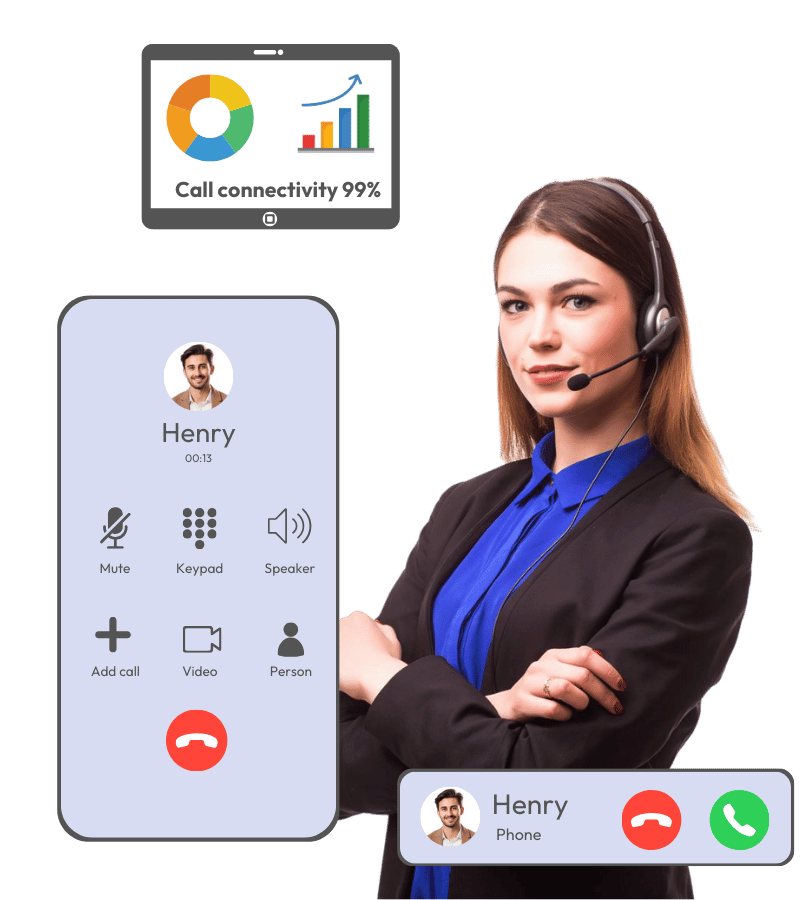 Call connectivity 99%
Henry
00:13
Mute Keypad Speaker
Add call Video Person
Henry
Phone